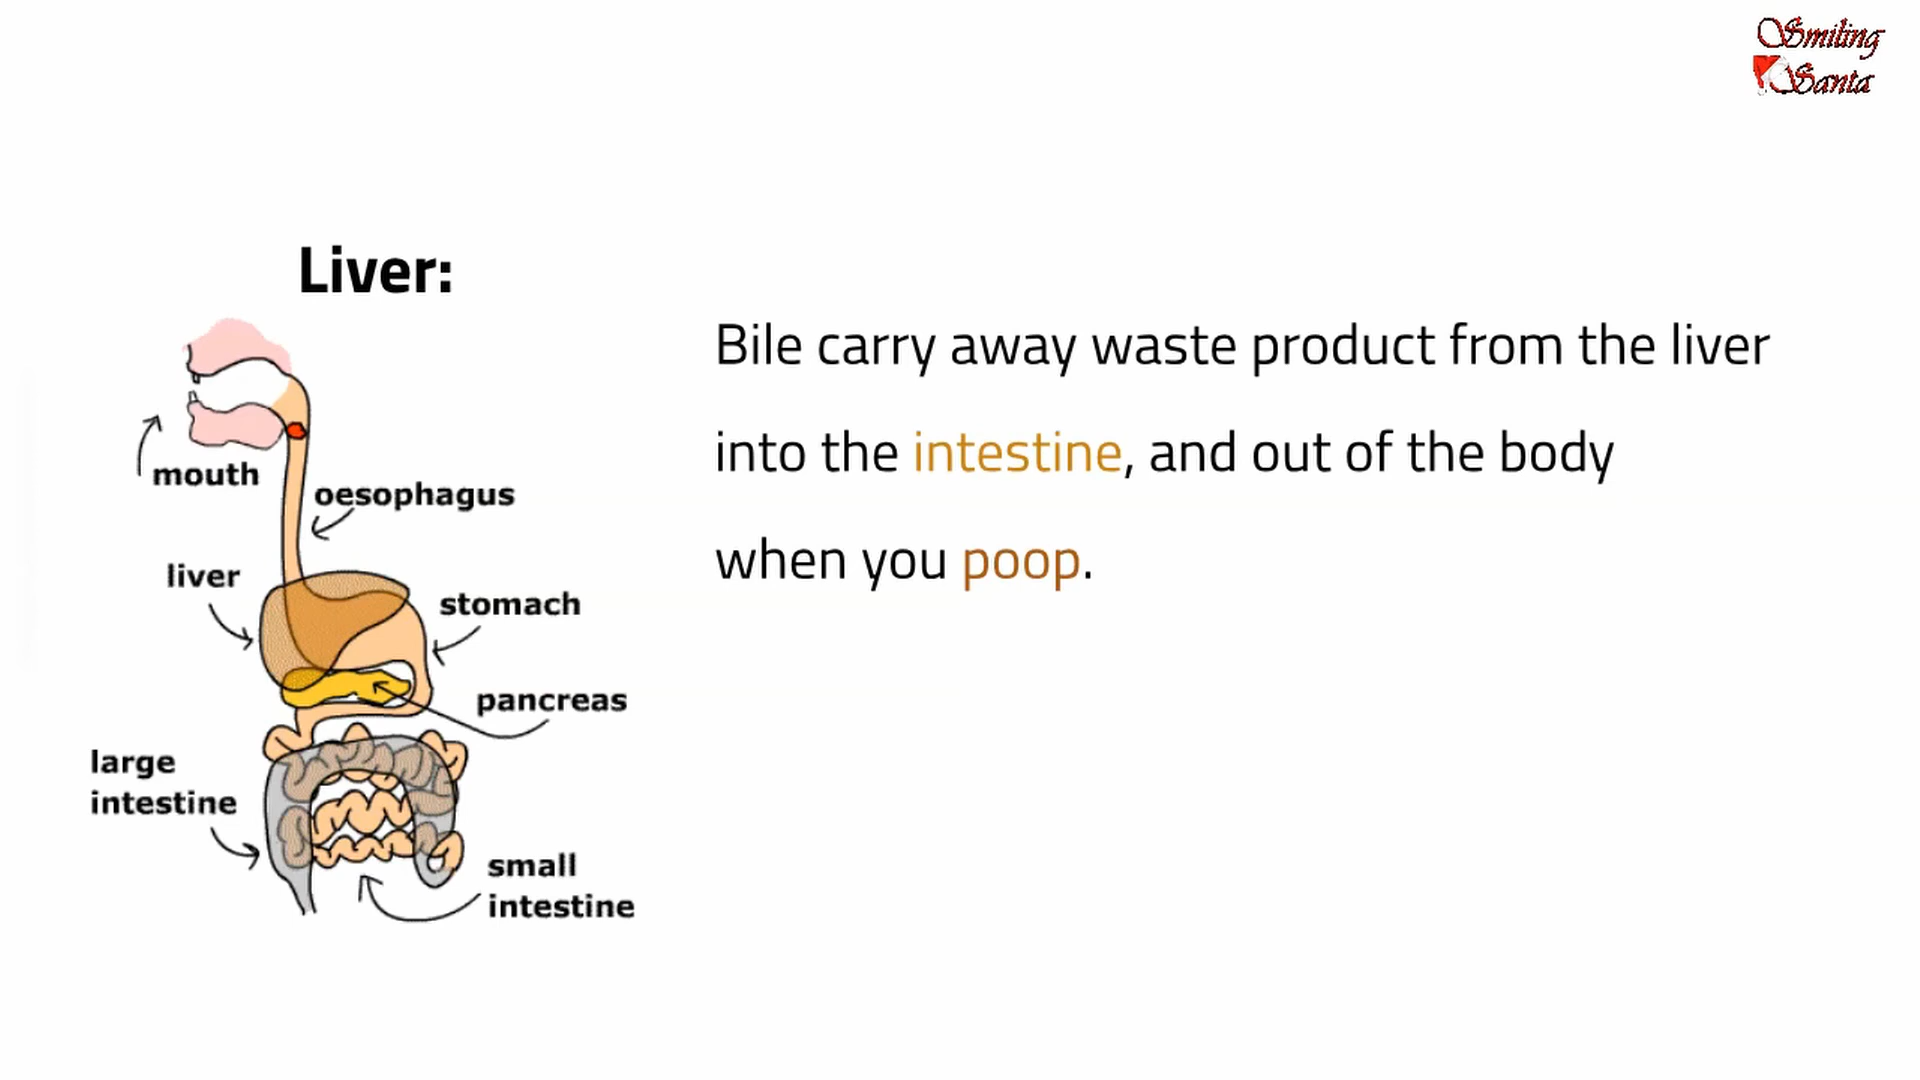 Smiling
Santa
Liver:
Bile carry away waste product from the liver
into the intestine, and out of the body
when you poop.
mouth
oesophagus
liver
stomach
pancreas
large
intestine
small
intestine